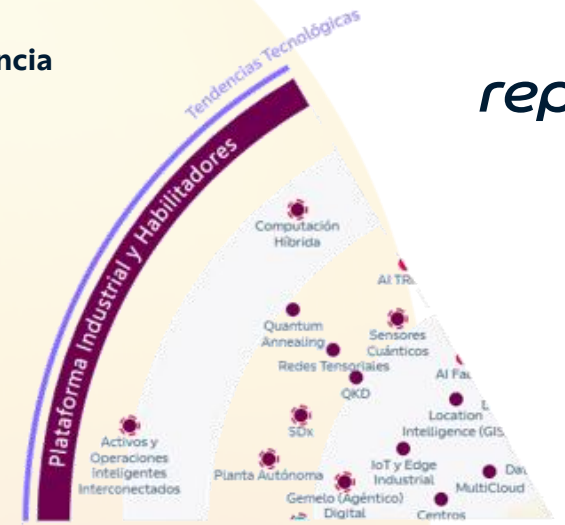 ncia
Tendencias Tecnológicas
rep
Plataforma Industrial y Habilitadores
Computación
Híbrida
AI TR
Quantum
Annealing
Sensores
Cuánticos
Redes Tensoriales
QKD
AI Fa
Location
Intelligence (GIS
SDx
Activos y
Operaciones
Inteligentes
Interconectados
Planta Autónoma
IoT y Edge
Industrial
MultiCloud
Gemelo (Agéntico)
Digital
Centros